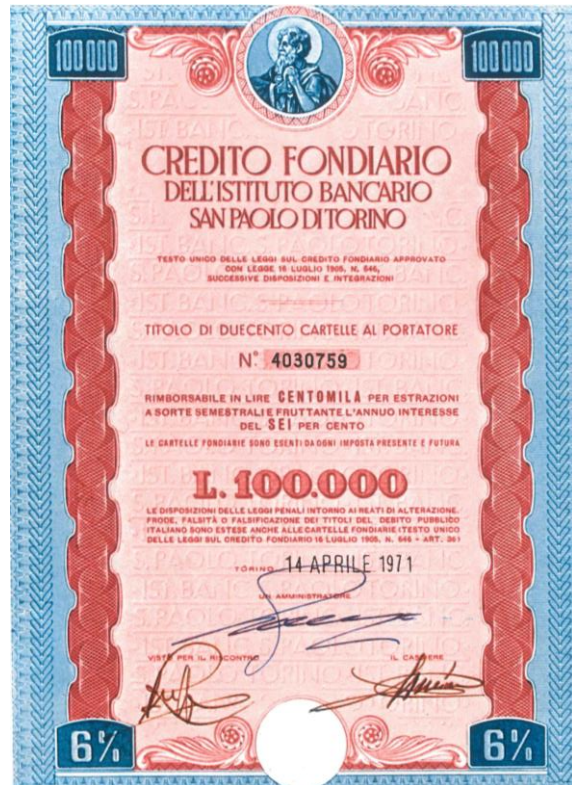 100000
100000
CREDITO FONDIARIO
DELL'ISTITUTO BANCARIO
SAN PAOLO DI TORINO
TESTO UNICO DELLE LEGGI SUL CREDITO FONDIARIO APPROVATO
CON LEGGE 16 LUGLIO 1905, N. 646,
SUCCESSIVE DISPOSIZIONI E INTEGRAZIONI
TITOLO DI DUECENTO CARTELLE AL PORTATORE
N° 4030759
RIMBORSABILE IN LIRE CENTOMILA PER ESTRAZIONI
A SORTE SEMESTRALI E FRUTTANTE L'ANNUO INTERESSE
DEL SEI PER CENTO
LE CARTELLE FONDIARIE SONO ESENTI DA OGNI IMPOSTA PRESENTE E FUTURA
L. 100.000
LE DISPOSIZIONI DELLE LEGGI PENALI INTORNO AI REATI DI ALTERAZIONE,
FRODE, FALSITÀ O FALSIFICAZIONE DEI TITOLI DEL DEBITO PUBBLICO
ITALIANO SONO ESTESE ANCHE ALLE CARTELLE FONDIARIE (TESTO UNICO
DELLE LEGGI SUL CREDITO FONDIARIO 16 LUGLIO 1905, N. 646 - ART. 36)
TORINO 14 APRILE 1971
UN AMMINISTRATORE
VISTO PER IL RISCONTRO
IL CASSIERE
6%
6%